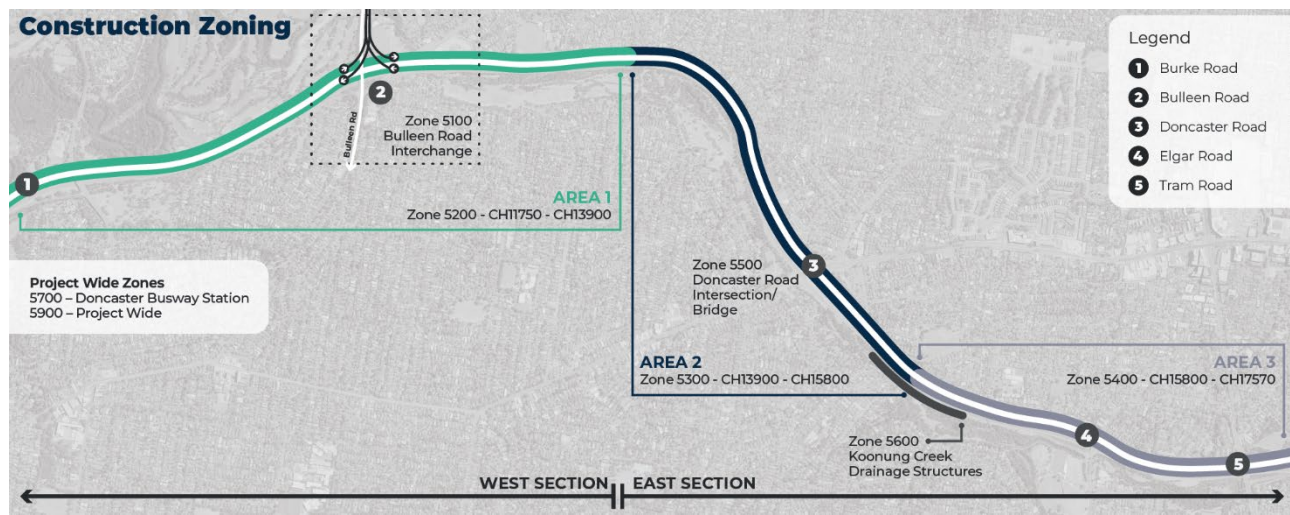 Construction Zoning
Legend
1 Burke Road
2 Bulleen Road
3 Doncaster Road
4 Elgar Road
5 Tram Road
2
Bulleen Rd
Zone 5100
Bulleen Road
Interchange
1
AREA 1
Zone 5200 - CH11750 - CH13900
Project Wide Zones
5700 – Doncaster Busway Station
5900 – Project Wide
Zone 5500
Doncaster Road
Intersection/
Bridge
3
AREA 2
Zone 5300 - CH13900 - CH15800
AREA 3
Zone 5400 - CH15800 - CH17570
Zone 5600
Koonung Creek
Drainage Structures
4
5
WEST SECTION
EAST SECTION